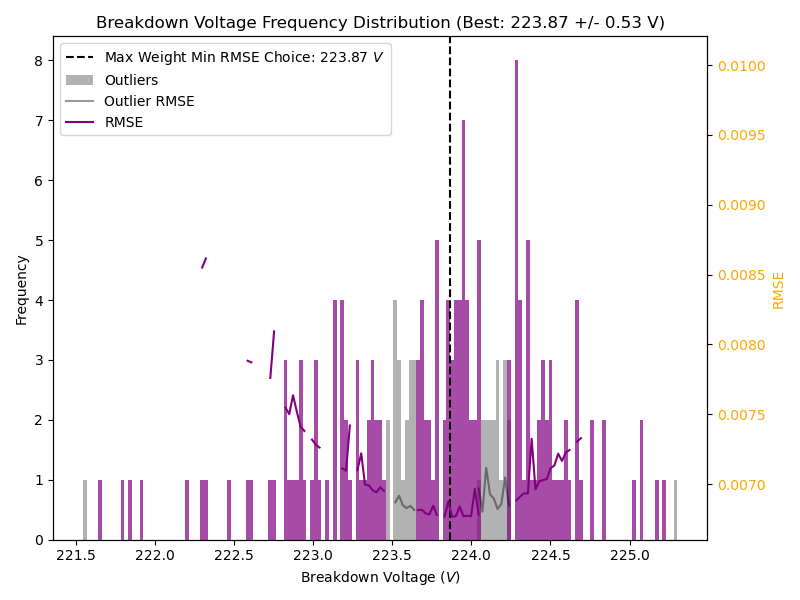 Breakdown Voltage Frequency Distribution (Best: 223.87 +/- 0.53 V)
Max Weight Min RMSE Choice: 223.87 V
Outliers
Outlier RMSE
RMSE
Frequency
8
7
6
5
4
3
2
1
0
0.0100
0.0095
0.0090
0.0085
0.0080
0.0075
0.0070
RMSE
221.5 222.0 222.5 223.0 223.5 224.0 224.5 225.0
Breakdown Voltage (V)